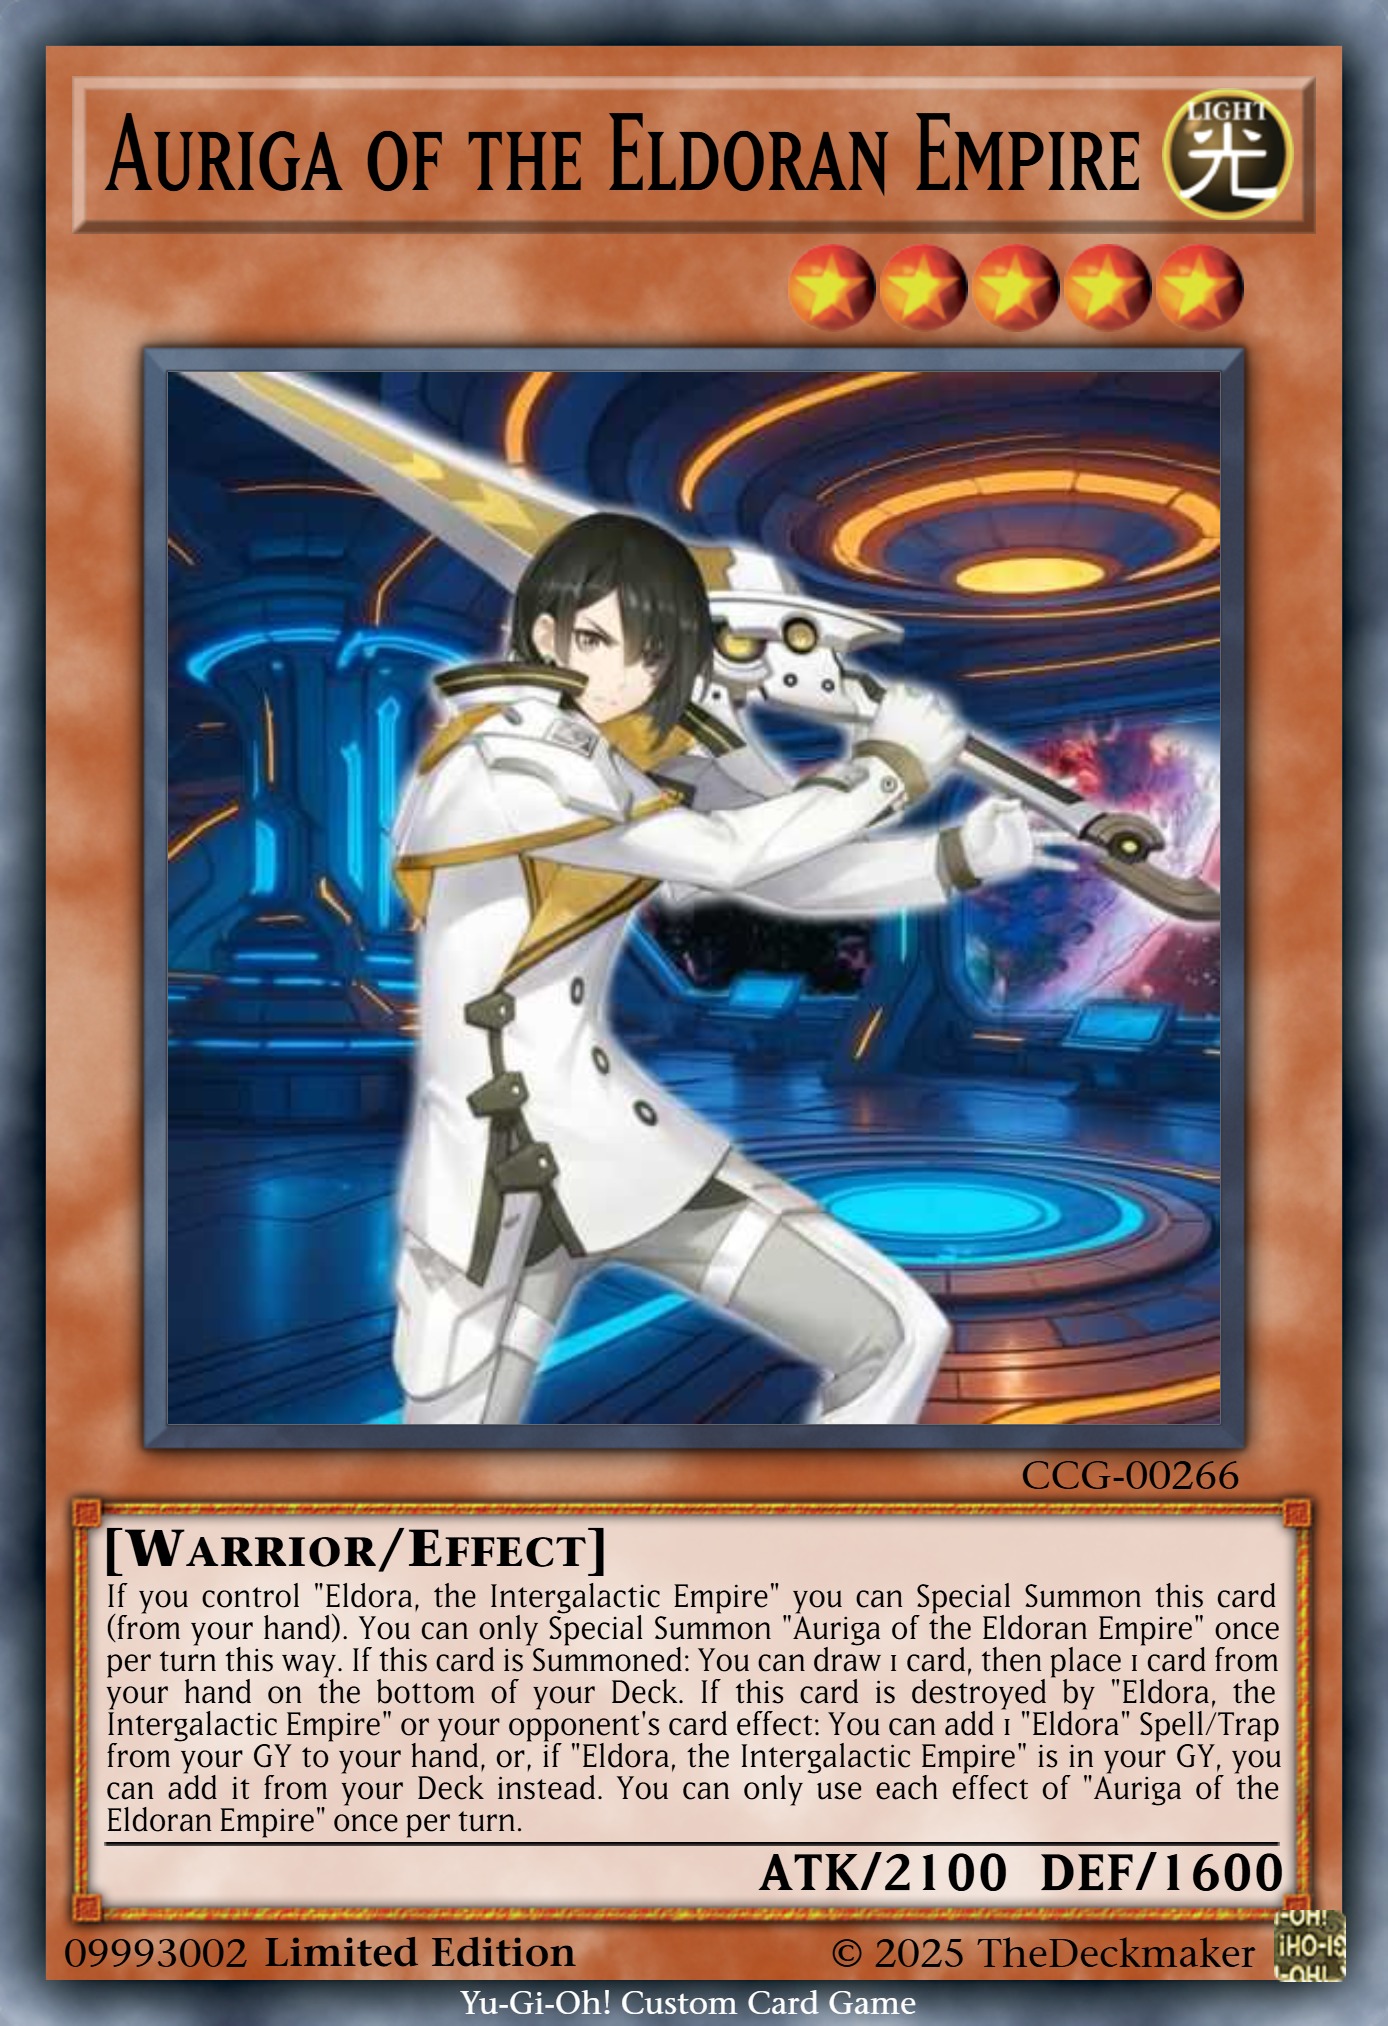 Auriga of the Eldoran Empire
LIGHT
光
CCG-00266
[Warrior/Effect]
If you control "Eldora, the Intergalactic Empire" you can Special Summon this card
(from your hand). You can only Special Summon "Auriga of the Eldoran Empire" once
per turn this way. If this card is Summoned: You can draw 1 card, then place 1 card from
your hand on the bottom of your Deck. If this card is destroyed by "Eldora, the
Intergalactic Empire" or your opponent's card effect: You can add 1 "Eldora" Spell/Trap
from your GY to your hand, or, if "Eldora, the Intergalactic Empire" is in your GY, you
can add it from your Deck instead. You can only use each effect of "Auriga of the
Eldoran Empire" once per turn.
ATK/2100 DEF/1600
09993002 Limited Edition
© 2025 TheDeckmaker
Yu-Gi-Oh! Custom Card Game